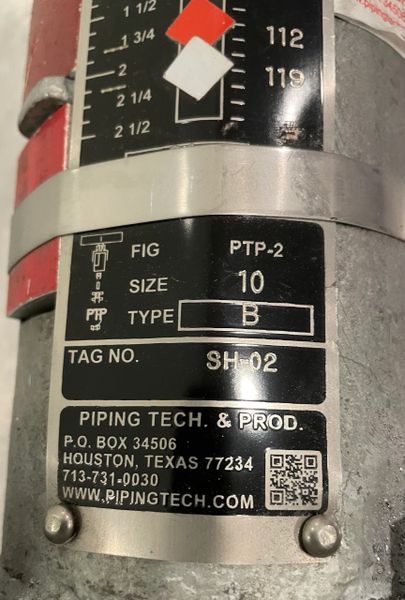 1 1/2
1 3/4 112
2 119
2 1/4
2 1/2
FIG PTP-2
SIZE 10
PTP TYPE B
TAG NO. SH-02
PIPING TECH. & PROD.
P.O. BOX 34506
HOUSTON, TEXAS 77234
713-731-0030
WWW.PIPINGTECH.COM